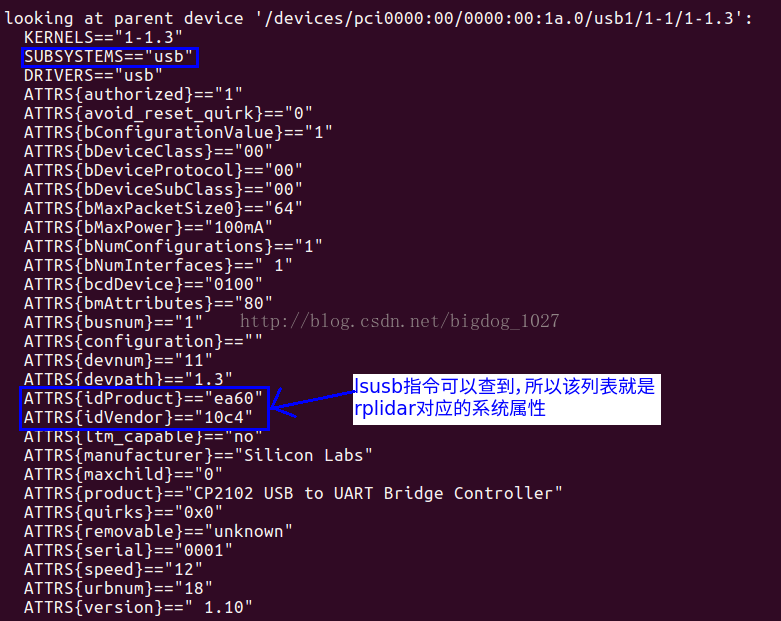 looking at parent device '/devices/pci0000:00/0000:00:1a.0/usb1/1-1/1-1.3':
KERNELS=="1-1.3"
SUBSYSTEMS=="usb"
DRIVERS=="usb"
ATTRS{authorized}=="1"
ATTRS{avoid_reset_quirk}=="0"
ATTRS{bConfigurationValue}=="1"
ATTRS{bDeviceClass}=="00"
ATTRS{bDeviceProtocol}=="00"
ATTRS{bDeviceSubClass}=="00"
ATTRS{bMaxPacketSize0}=="64"
ATTRS{bMaxPower}=="100mA"
ATTRS{bNumConfigurations}=="1"
ATTRS{bNumInterfaces}==" 1"
ATTRS{bcdDevice}=="0100"
ATTRS{bmAttributes}=="80"
ATTRS{busnum}=="1"
http://blog.csdn.net/bigdog_1027
ATTRS{configuration}==""
ATTRS{devnum}=="11"
ATTRS{devpath}=="1.3"
ATTRS{idProduct}=="ea60"
ATTRS{idVendor}=="10c4"
lsusb指令可以查到,所以该列表就是
rplidar对应的系统属性
ATTRS{ltm_capable}=="no"
ATTRS{manufacturer}=="Silicon Labs"
ATTRS{maxchild}=="0"
ATTRS{product}=="CP2102 USB to UART Bridge Controller"
ATTRS{quirks}=="0x0"
ATTRS{removable}=="unknown"
ATTRS{serial}=="0001"
ATTRS{speed}=="12"
ATTRS{urbnum}=="18"
ATTRS{version}==" 1.10"